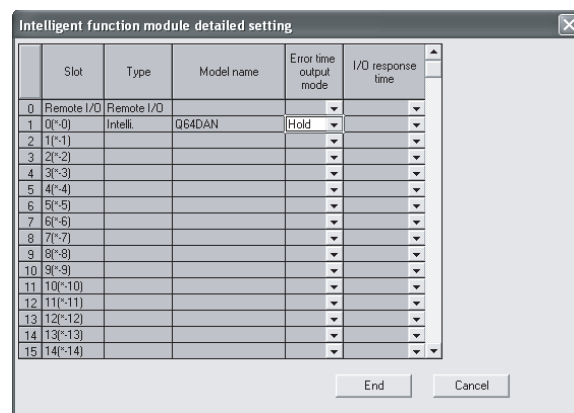 Intelligent function module detailed setting
Slot Type Model name Error time output mode I/O response time
0 Remote I/O Remote I/O
1 0(*-0) Intelli. Q64DAN Hold
2 1(*-1)
3 2(*-2)
4 3(*-3)
5 4(*-4)
6 5(*-5)
7 6(*-6)
8 7(*-7)
9 8(*-8)
10 9(*-9)
11 10(*-10)
12 11(*-11)
13 12(*-12)
14 13(*-13)
15 14(*-14)
End Cancel